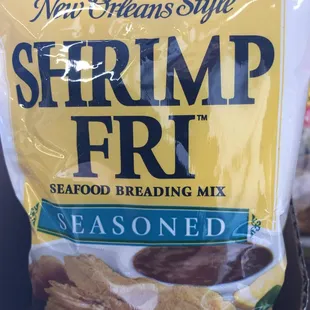 New Orleans Style
SHRIMP
FRI™
SEAFOOD BREADING MIX
SEASONED